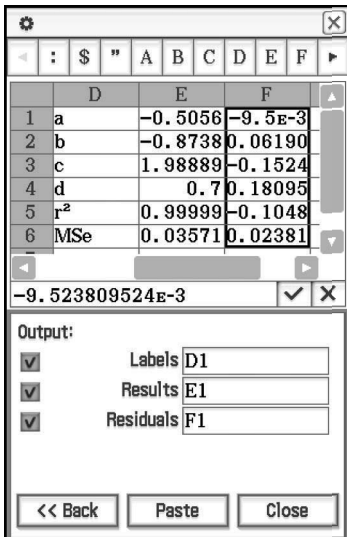 : $ " A B C D E F
D E F
1 a -0.5056 -9.5E-3
2 b -0.8738 0.06190
3 c 1.98889 -0.1524
4 d 0.7 0.18095
5 r² 0.99999 -0.1048
6 MSe 0.03571 0.02381
-9.523809524E-3
Output:
Labels D1
Results E1
Residuals F1
<< Back Paste Close